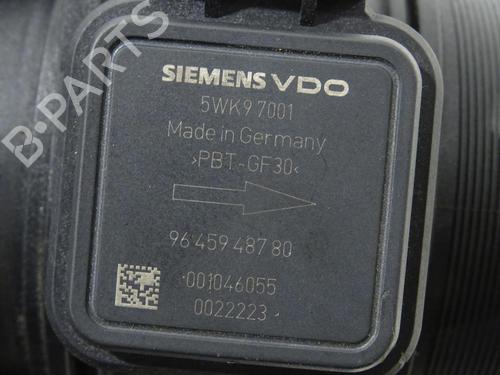 SIEMENS VDO
5WK9 7001
Made in Germany
>PBT-GF30<
96 459 487 80
001046055
0022223
B-PARTS